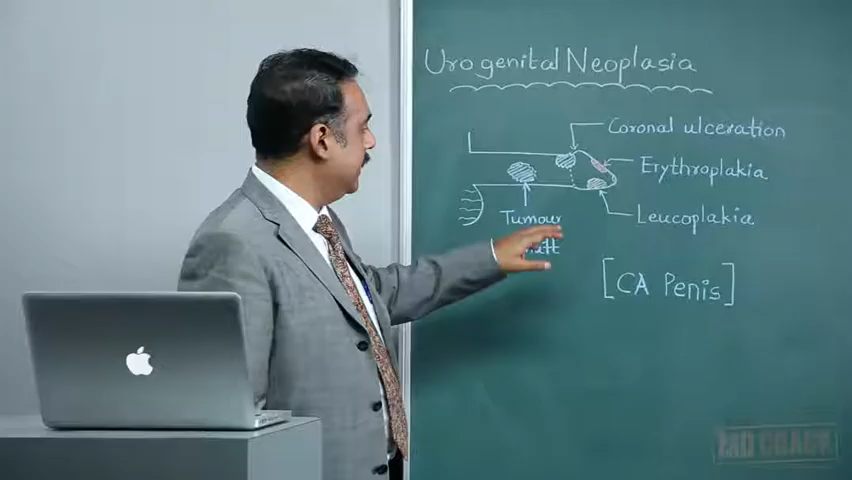 Urogenital Neoplasia
Coronal ulceration
Erythroplakia
Leucoplakia
Tumour
[CA Penis]